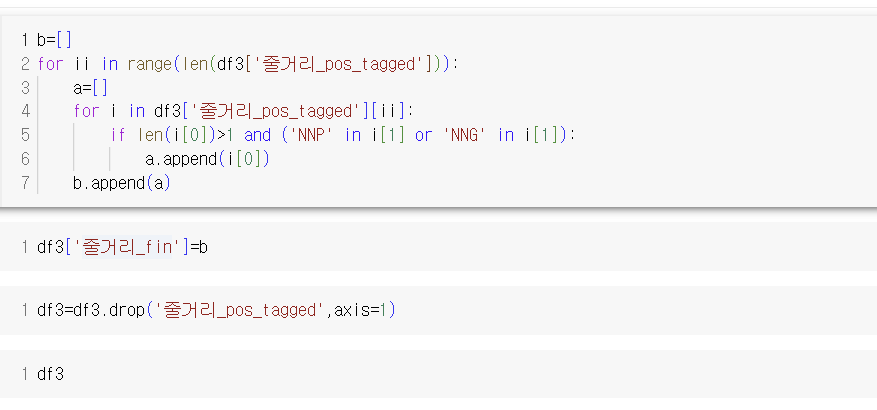 1 b=[]
2 for ii in range(len(df3['줄거리_pos_tagged'])):
3     a=[]
4     for i in df3['줄거리_pos_tagged'][ii]:
5         if len(i[0])>1 and ('NNP' in i[1] or 'NNG' in i[1]):
6             a.append(i[0])
7     b.append(a)
1 df3['줄거리_fin']=b
1 df3=df3.drop('줄거리_pos_tagged',axis=1)
1 df3